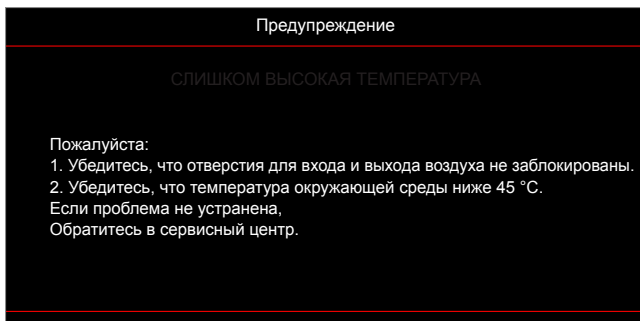 Предупреждение
СЛИШКОМ ВЫСОКАЯ ТЕМПЕРАТУРА
Пожалуйста:
1. Убедитесь, что отверстия для входа и выхода воздуха не заблокированы.
2. Убедитесь, что температура окружающей среды ниже 45 °C.
Если проблема не устранена,
Обратитесь в сервисный центр.